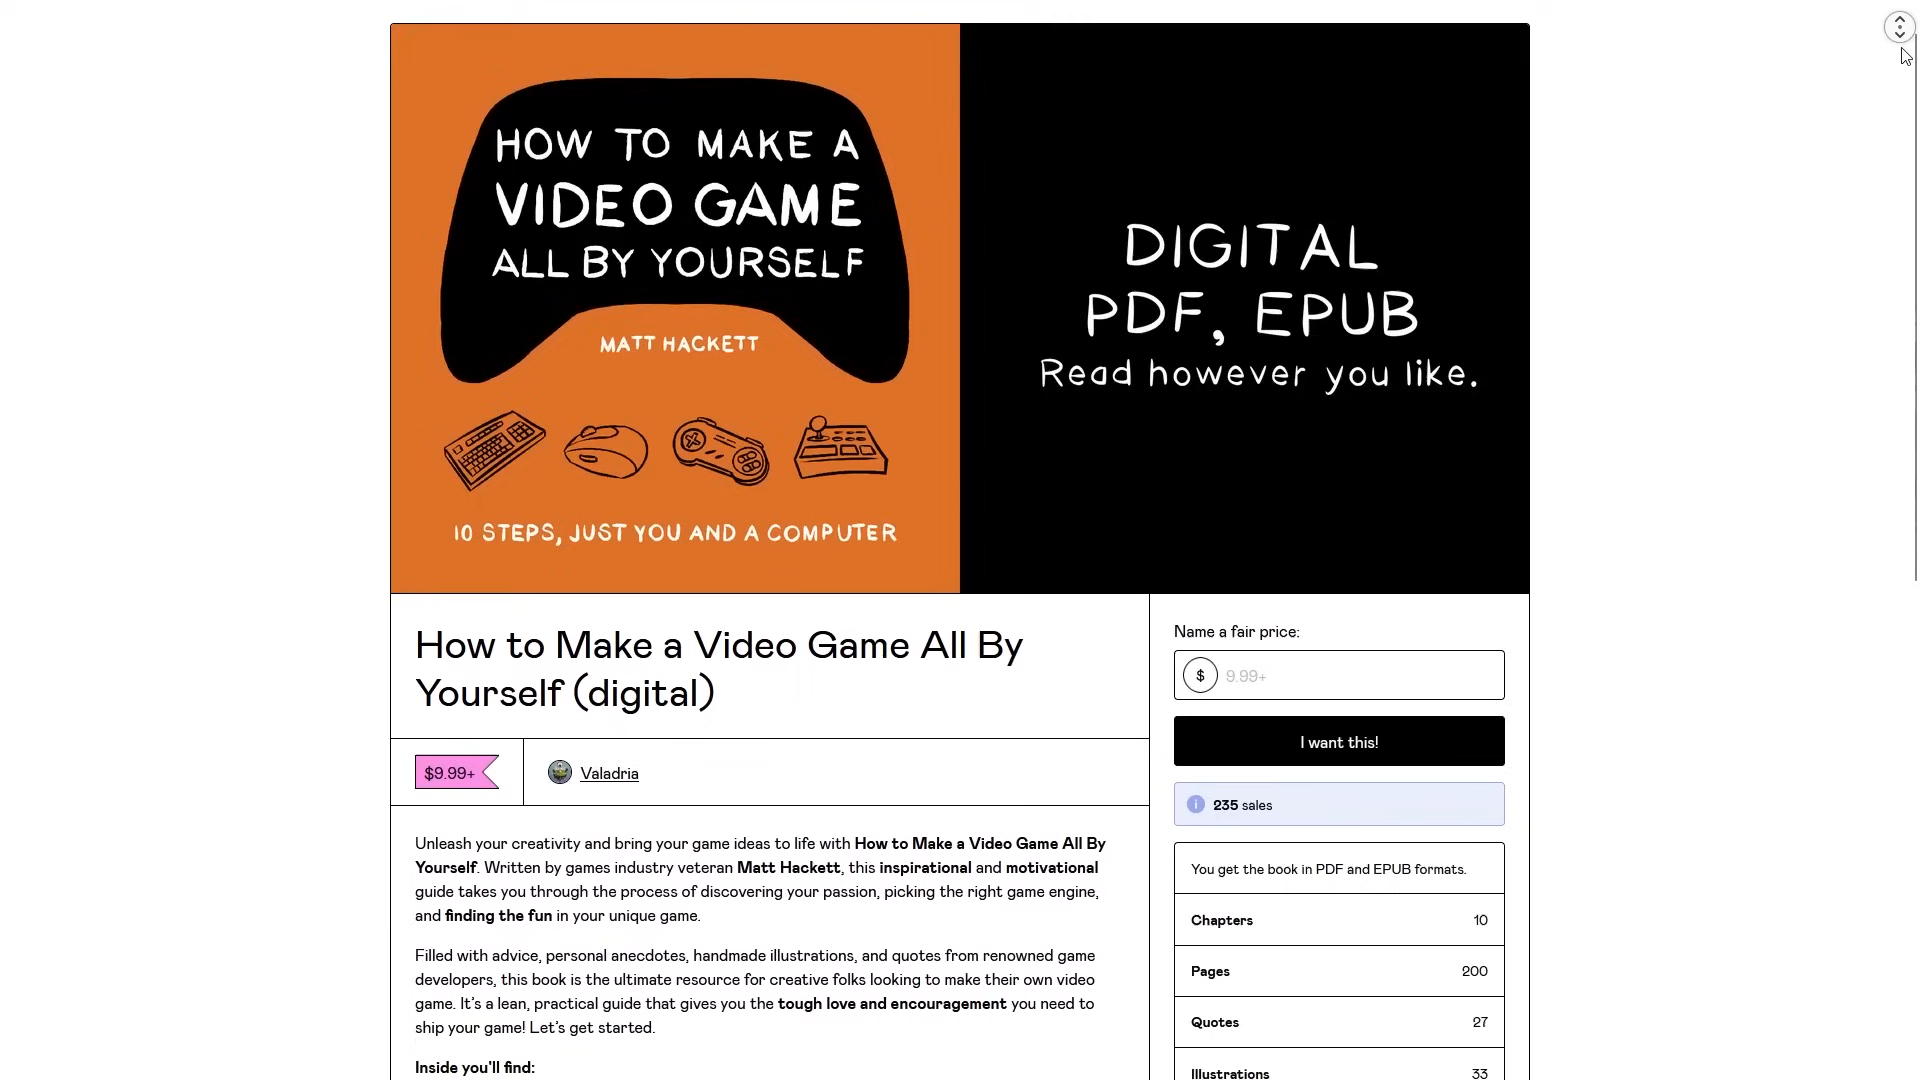 HOW TO MAKE A
VIDEO GAME
ALL BY YOURSELF
MATT HACKETT
10 STEPS, JUST YOU AND A COMPUTER
DIGITAL
PDF, EPUB
Read however you like.
How to Make a Video Game All By
Yourself (digital)
$9.99+
Valadria
Unleash your creativity and bring your game ideas to life with How to Make a Video Game All By
Yourself. Written by games industry veteran Matt Hackett, this inspirational and motivational
guide takes you through the process of discovering your passion, picking the right game engine,
and finding the fun in your unique game.
Filled with advice, personal anecdotes, handmade illustrations, and quotes from renowned game
developers, this book is the ultimate resource for creative folks looking to make their own video
game. It’s a lean, practical guide that gives you the tough love and encouragement you need to
ship your game! Let’s get started.
Inside you'll find:
Name a fair price:
$ 9.99+
I want this!
235 sales
You get the book in PDF and EPUB formats.
Chapters 10
Pages 200
Quotes 27
Illustrations 33